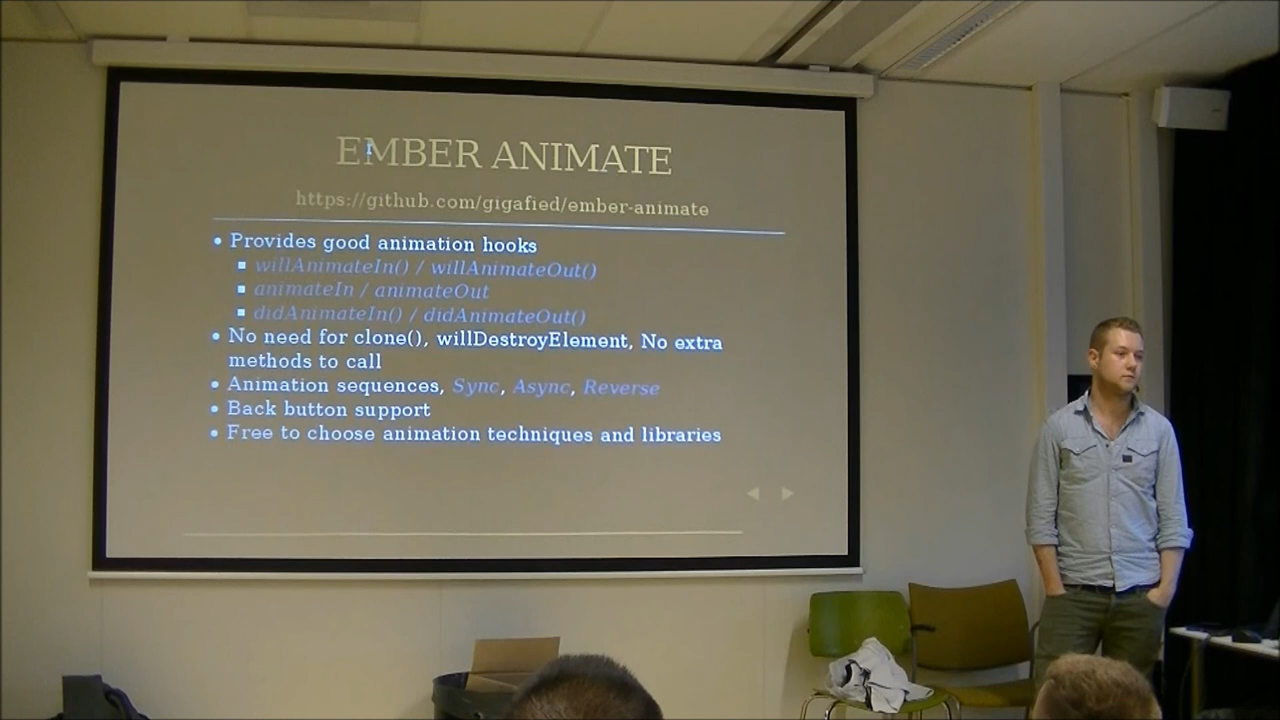 EMBER ANIMATE
https://github.com/gigafied/ember-animate
• Provides good animation hooks
▪ willAnimateIn() / willAnimateOut()
▪ animateIn / animateOut
▪ didAnimateIn() / didAnimateOut()
• No need for clone(), willDestroyElement, No extra
methods to call
• Animation sequences, Sync, Async, Reverse
• Back button support
• Free to choose animation techniques and libraries